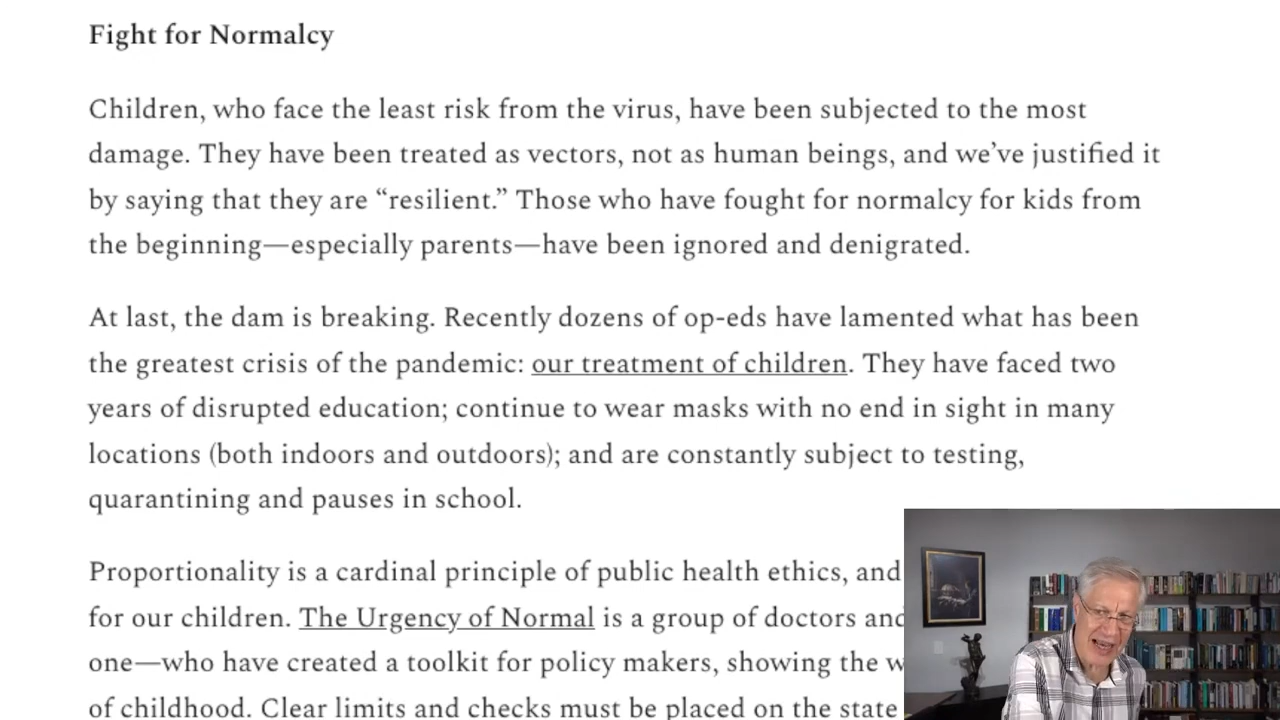 Fight for Normalcy
Children, who face the least risk from the virus, have been subjected to the most
damage. They have been treated as vectors, not as human beings, and we’ve justified it
by saying that they are “resilient.” Those who have fought for normalcy for kids from
the beginning—especially parents—have been ignored and denigrated.
At last, the dam is breaking. Recently dozens of op-eds have lamented what has been
the greatest crisis of the pandemic: our treatment of children. They have faced two
years of disrupted education; continue to wear masks with no end in sight in many
locations (both indoors and outdoors); and are constantly subject to testing,
quarantining and pauses in school.
Proportionality is a cardinal principle of public health ethics, and
for our children. The Urgency of Normal is a group of doctors and
one—who have created a toolkit for policy makers, showing the w
of childhood. Clear limits and checks must be placed on the state